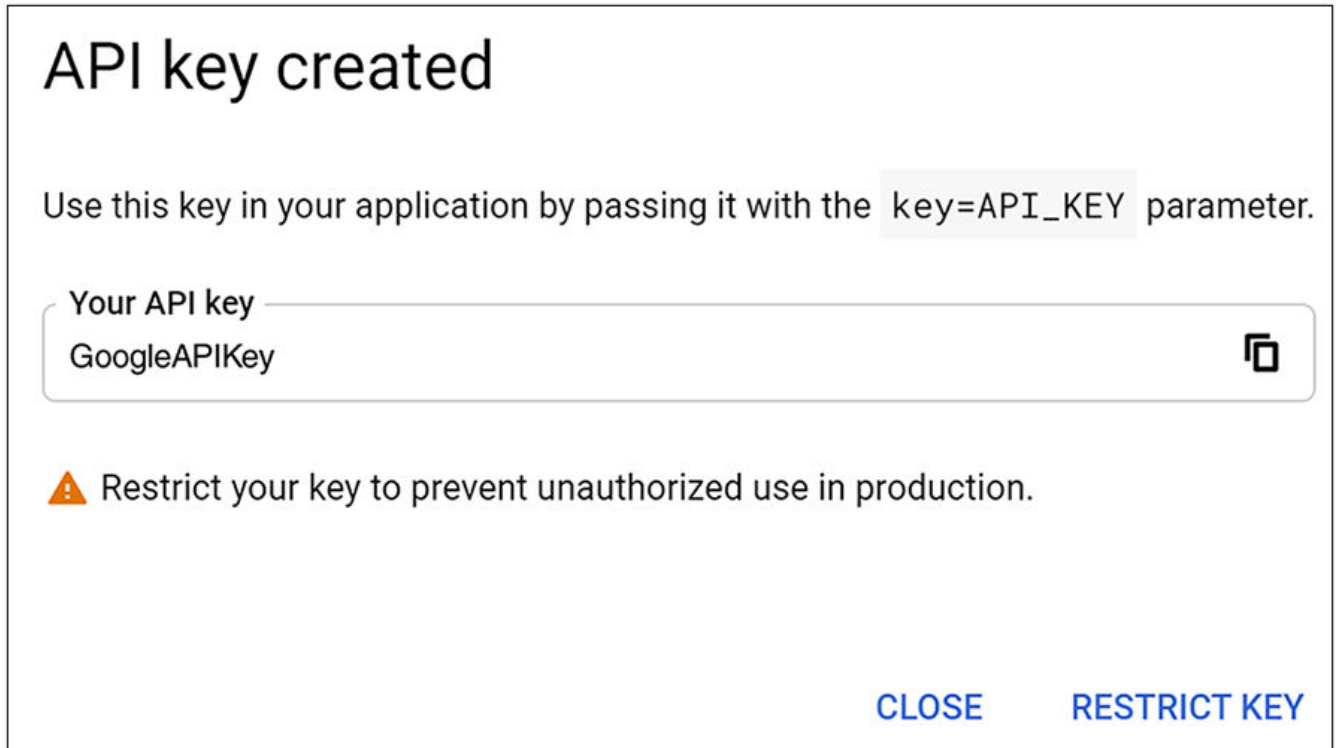 API key created
Use this key in your application by passing it with the key=API_KEY parameter.
Your API key
GoogleAPIKey
Restrict your key to prevent unauthorized use in production.
CLOSE RESTRICT KEY